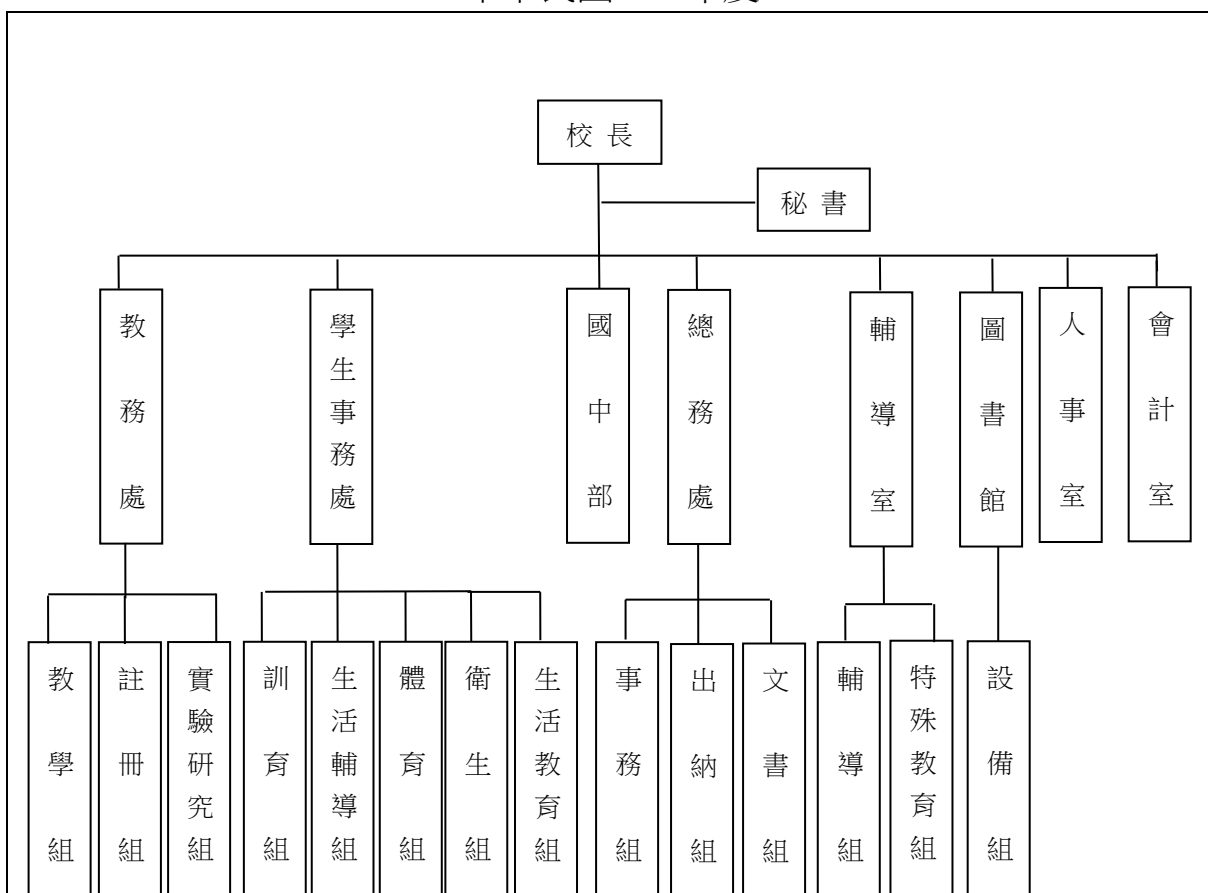 校長
秘書
教務處
學生事務處
國中部
總務處
輔導室
圖書館
人事室
會計室
教學組
註冊組
實驗研究組
訓育組
生活輔導組
體育組
衛生組
生活教育組
事務組
出納組
文書組
輔導組
特殊教育組
設備組